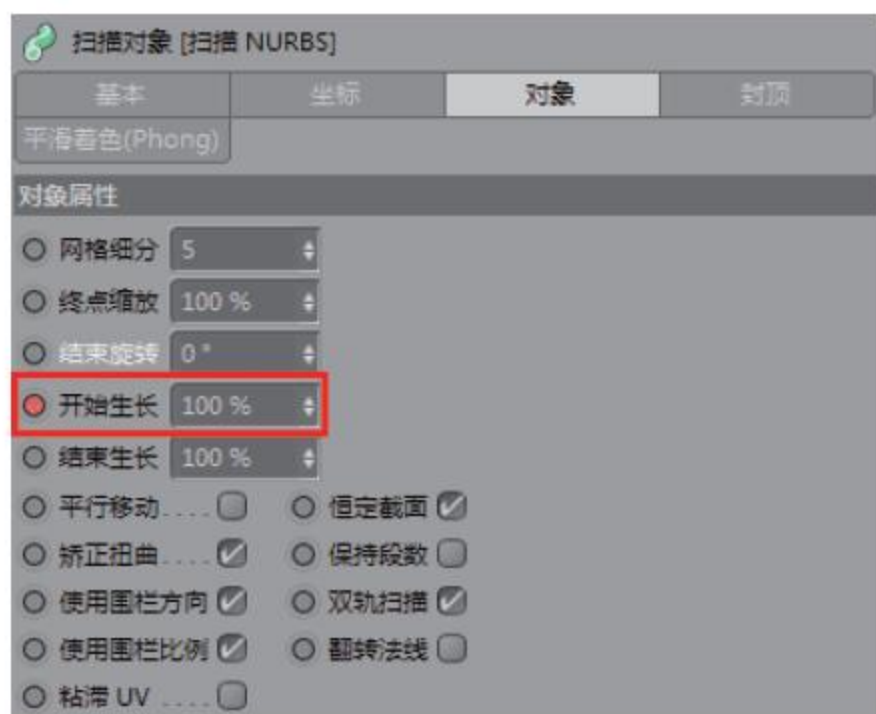 扫描对象 [扫描 NURBS]
基本 坐标 对象 封顶
平滑着色(Phong)
对象属性
网格细分 5
终点缩放 100 %
结束旋转 0 °
开始生长 100 %
结束生长 100 %
平行移动 . . . . 恒定截面
矫正扭曲 . . . . 保持段数
使用围栏方向 双轨扫描
使用围栏比例 翻转法线
粘滞 UV . . . .